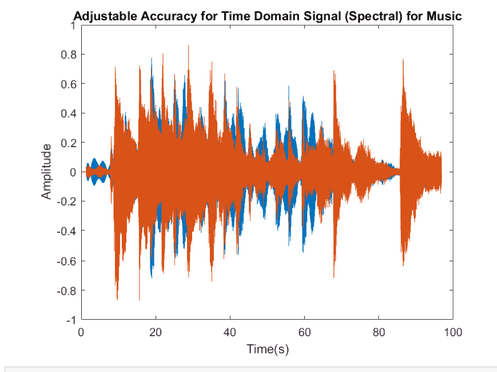 Adjustable Accuracy for Time Domain Signal (Spectral) for Music
1
0.8
0.6
0.4
0.2
0
-0.2
-0.4
-0.6
-0.8
-1
Amplitude
0 20 40 60 80 100
Time(s)